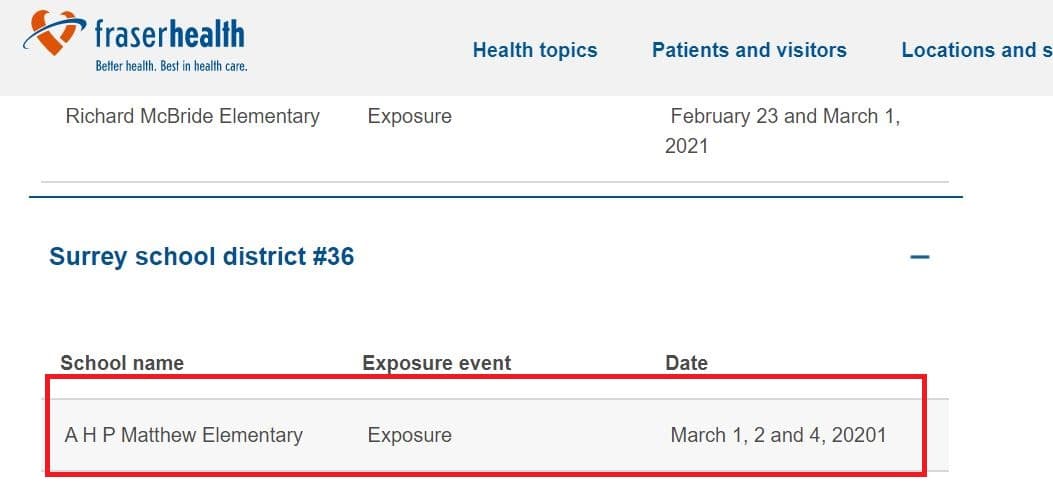 fraserhealth
Better health. Best in health care.
Health topics Patients and visitors Locations and s
Richard McBride Elementary Exposure February 23 and March 1,
2021
Surrey school district #36
School name Exposure event Date
A H P Matthew Elementary Exposure March 1, 2 and 4, 20201